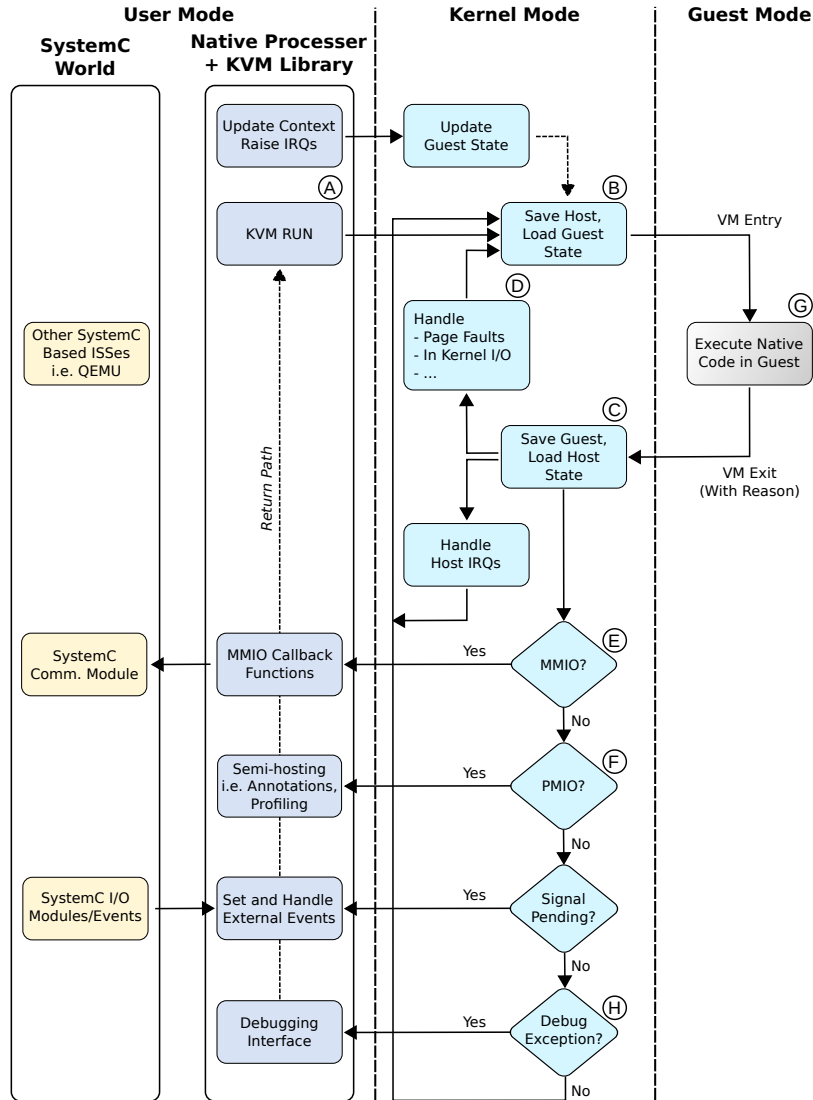 User Mode
Kernel Mode
Guest Mode
SystemC
World
Native Processer
+ KVM Library
Update Context
Raise IRQs
Update
Guest State
A
KVM RUN
B
Save Host,
Load Guest
State
VM Entry
D
Handle
- Page Faults
- In Kernel I/O
- ...
G
Execute Native
Code in Guest
Other SystemC
Based ISSes
i.e. QEMU
C
Save Guest,
Load Host
State
VM Exit
(With Reason)
Return Path
Handle
Host IRQs
SystemC
Comm. Module
MMIO Callback
Functions
Yes
E
MMIO?
No
Semi-hosting
i.e. Annotations,
Profiling
Yes
F
PMIO?
No
SystemC I/O
Modules/Events
Set and Handle
External Events
Yes
Signal
Pending?
No
Debugging
Interface
Yes
H
Debug
Exception?
No